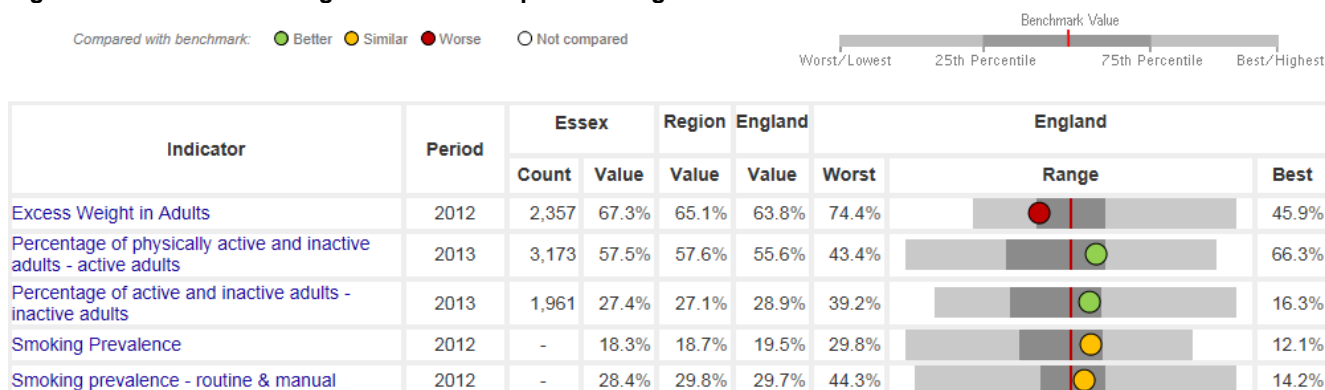 Compared with benchmark: Better Similar Worse Not compared
Benchmark Value
Worst/Lowest 25th Percentile 75th Percentile Best/Highest
Indicator Period Essex Region England England
Count Value Value Value Worst Range Best
Excess Weight in Adults 2012 2,357 67.3% 65.1% 63.8% 74.4% 45.9%
Percentage of physically active and inactive
adults - active adults 2013 3,173 57.5% 57.6% 55.6% 43.4% 66.3%
Percentage of active and inactive adults -
inactive adults 2013 1,961 27.4% 27.1% 28.9% 39.2% 16.3%
Smoking Prevalence 2012 - 18.3% 18.7% 19.5% 29.8% 12.1%
Smoking prevalence - routine & manual 2012 - 28.4% 29.8% 29.7% 44.3% 14.2%